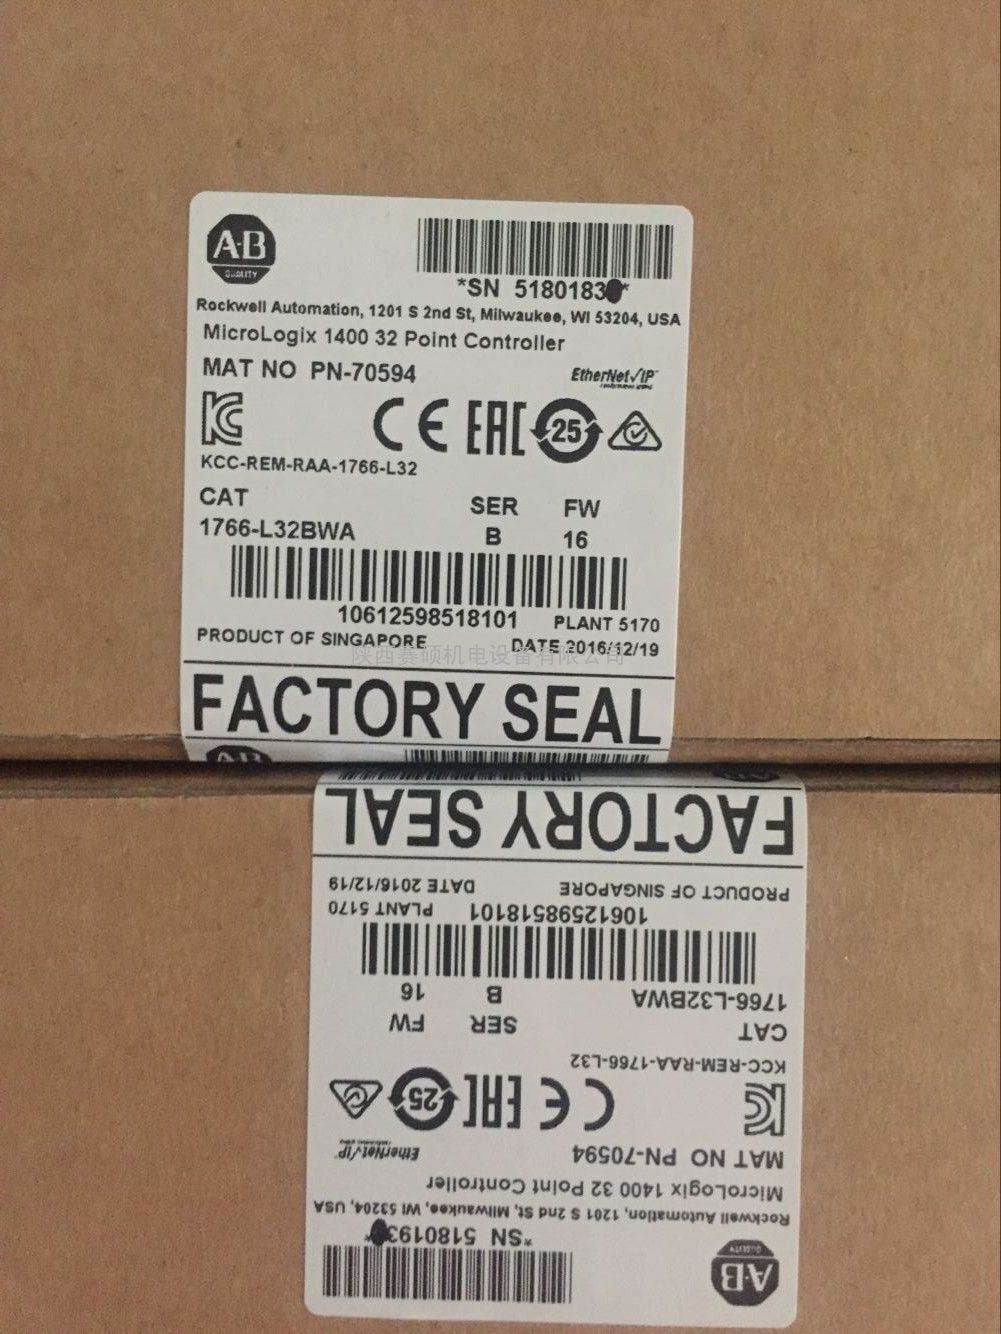 A-B
QUALITY
*SN 5180183
Rockwell Automation, 1201 S 2nd St, Milwaukee, WI 53204, USA
MicroLogix 1400 32 Point Controller
MAT NO PN-70594
EtherNet/IP
CE EAC 25
KCC-REM-RAA-1766-L32
CAT SER FW
1766-L32BWA B 16
10612598518101 PLANT 5170
PRODUCT OF SINGAPORE DATE 2016/12/19
陕西赛硕机电设备有限公司
FACTORY SEAL
A-B
A-B
QUALITY
*SN 5180193
Rockwell Automation, 1201 S 2nd St, Milwaukee, WI 53204, USA
MicroLogix 1400 32 Point Controller
MAT NO PN-70594
EtherNet/IP
CE EAC 25
KCC-REM-RAA-1766-L32
CAT SER FW
1766-L32BWA B 16
10612598518101 PLANT 5170
PRODUCT OF SINGAPORE DATE 2016/12/19
FACTORY SEAL